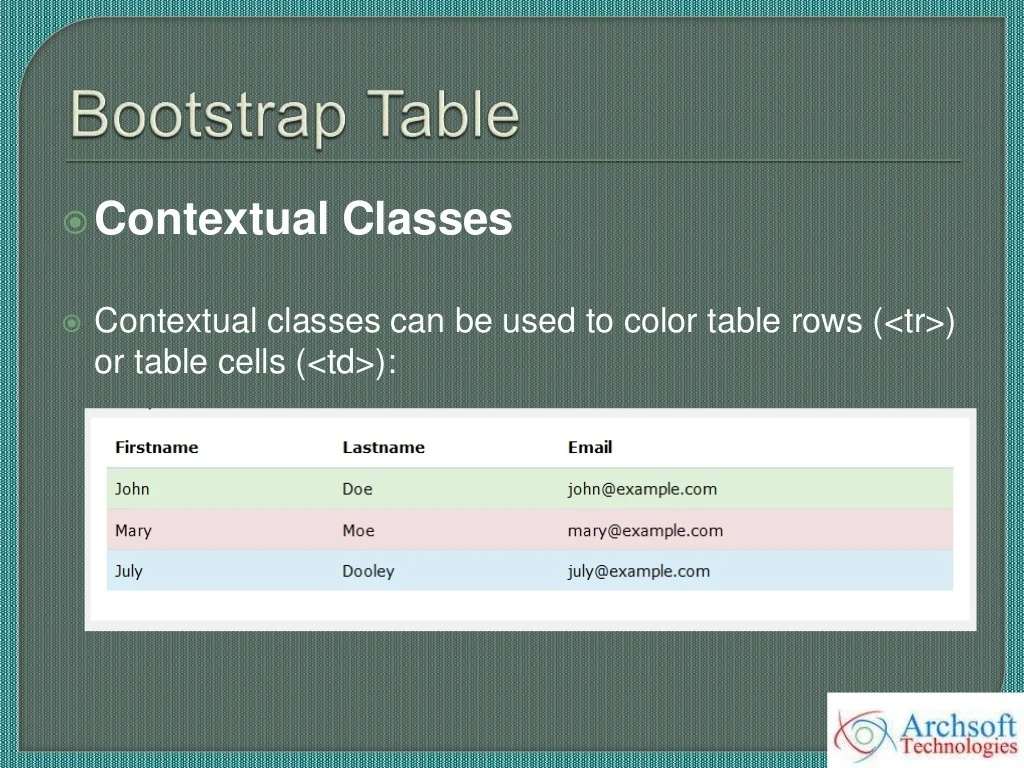 Bootstrap Table
Contextual Classes
Contextual classes can be used to color table rows (<tr>)
or table cells (<td>):
Firstname Lastname Email
John Doe john@example.com
Mary Moe mary@example.com
July Dooley july@example.com
Archsoft
Technologies